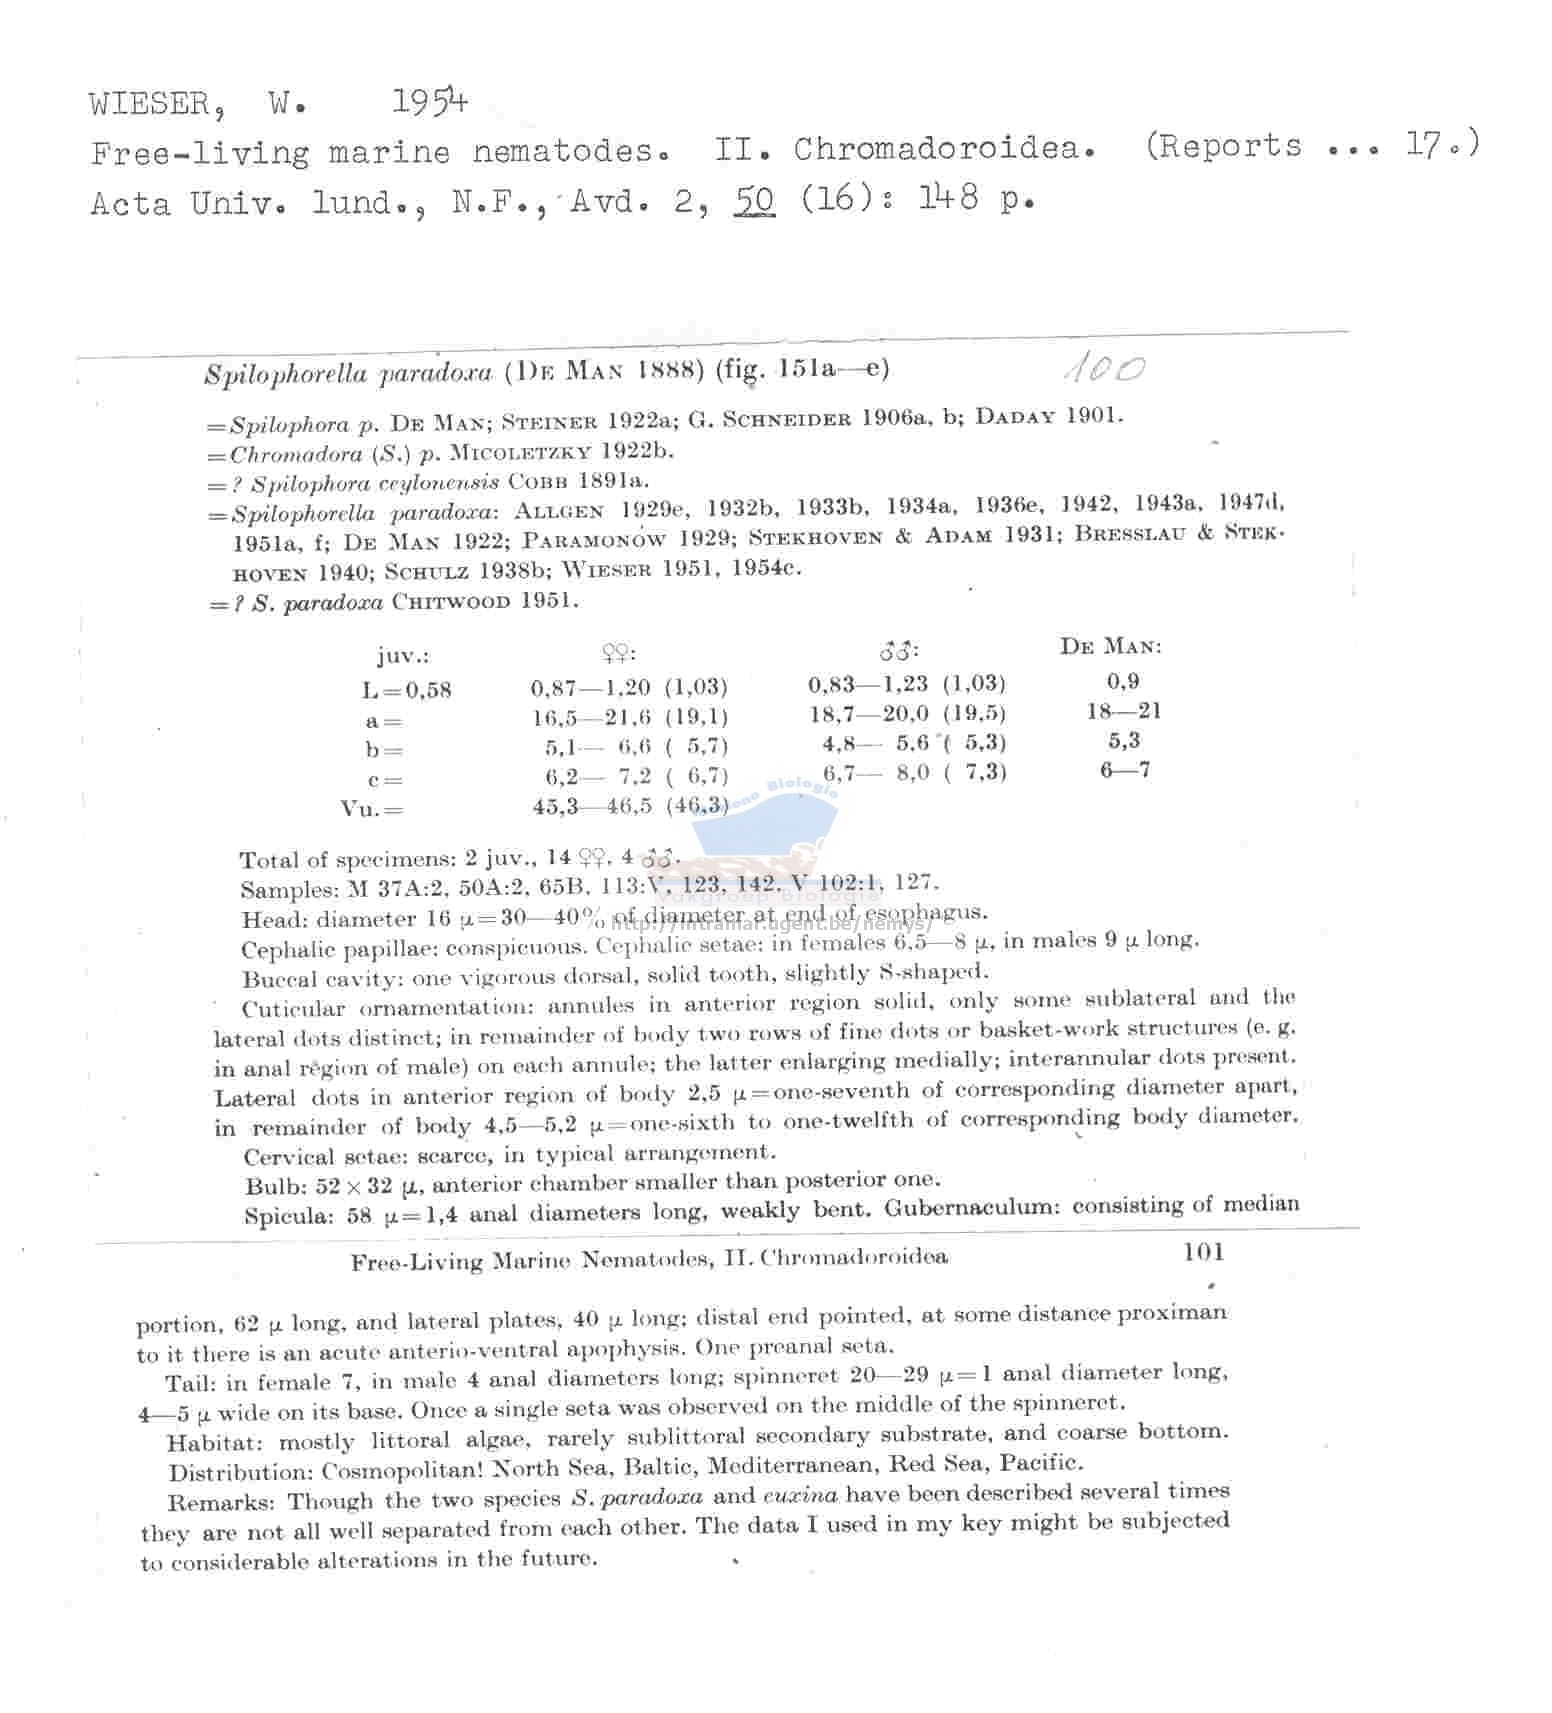 WIESER, W. 1954
Free-living marine nematodes. II. Chromadoroidea. (Reports ... 17.)
Acta Univ. lund., N.F., Avd. 2, 50 (16): 148 p.
Spilophorella paradoxa (DE MAN 1888) (fig. 151a—e) 100
=Spilophora p. DE MAN; STEINER 1922a; G. SCHNEIDER 1906a, b; DADAY 1901.
=Chromadora (S.) p. MICOLETZKY 1922b.
=? Spilophora ceylonensis COBB 1891a.
=Spilophorella paradoxa: ALLGEN 1929e, 1932b, 1933b, 1934a, 1936e, 1942, 1943a, 1947d,
1951a, f; DE MAN 1922; PARAMONOW 1929; STEKHOVEN & ADAM 1931; BRESSLAU & STEK-
HOVEN 1940; SCHULZ 1938b; WIESER 1951, 1954c.
=? S. paradoxa CHITWOOD 1951.
juv.: ♀♀: ♂♂: DE MAN:
L=0,58 0,87—1,20 (1,03) 0,83—1,23 (1,03) 0,9
a= 16,5—21,6 (19,1) 18,7—20,0 (19,5) 18—21
b= 5,1— 6,6 ( 5,7) 4,8— 5,6 ( 5,3) 5,3
c= 6,2— 7,2 ( 6,7) 6,7— 8,0 ( 7,3) 6—7
Vu.= 45,3—46,5 (46,3)
Biologie
Total of specimens: 2 juv., 14 ♀♀, 4 ♂♂.
Samples: M 37A:2, 50A:2, 65B, 113:V, 123, 142. V 102:1, 127.
Vakgroep Biologie
Head: diameter 16 μ=30—40% of diameter at end of esophagus.
http://intramar.ugent.be/nemys/
Cephalic papillae: conspicuous. Cephalic setae: in females 6,5—8 μ, in males 9 μ long.
Buccal cavity: one vigorous dorsal, solid tooth, slightly S-shaped.
Cuticular ornamentation: annules in anterior region solid, only some sublateral and the
lateral dots distinct; in remainder of body two rows of fine dots or basket-work structures (e. g.
in anal region of male) on each annule; the latter enlarging medially; interannular dots present.
Lateral dots in anterior region of body 2,5 μ=one-seventh of corresponding diameter apart,
in remainder of body 4,5—5,2 μ=one-sixth to one-twelfth of corresponding body diameter.
Cervical setae: scarce, in typical arrangement.
Bulb: 52 × 32 μ, anterior chamber smaller than posterior one.
Spicula: 58 μ=1,4 anal diameters long, weakly bent. Gubernaculum: consisting of median
Free-Living Marine Nematodes, II. Chromadoroidea 101
portion, 62 μ long, and lateral plates, 40 μ long; distal end pointed, at some distance proximan
to it there is an acute anterio-ventral apophysis. One preanal seta.
Tail: in female 7, in male 4 anal diameters long; spinneret 20—29 μ=1 anal diameter long,
4—5 μ wide on its base. Once a single seta was observed on the middle of the spinneret.
Habitat: mostly littoral algae, rarely sublittoral secondary substrate, and coarse bottom.
Distribution: Cosmopolitan! North Sea, Baltic, Mediterranean, Red Sea, Pacific.
Remarks: Though the two species S. paradoxa and euxina have been described several times
they are not all well separated from each other. The data I used in my key might be subjected
to considerable alterations in the future.